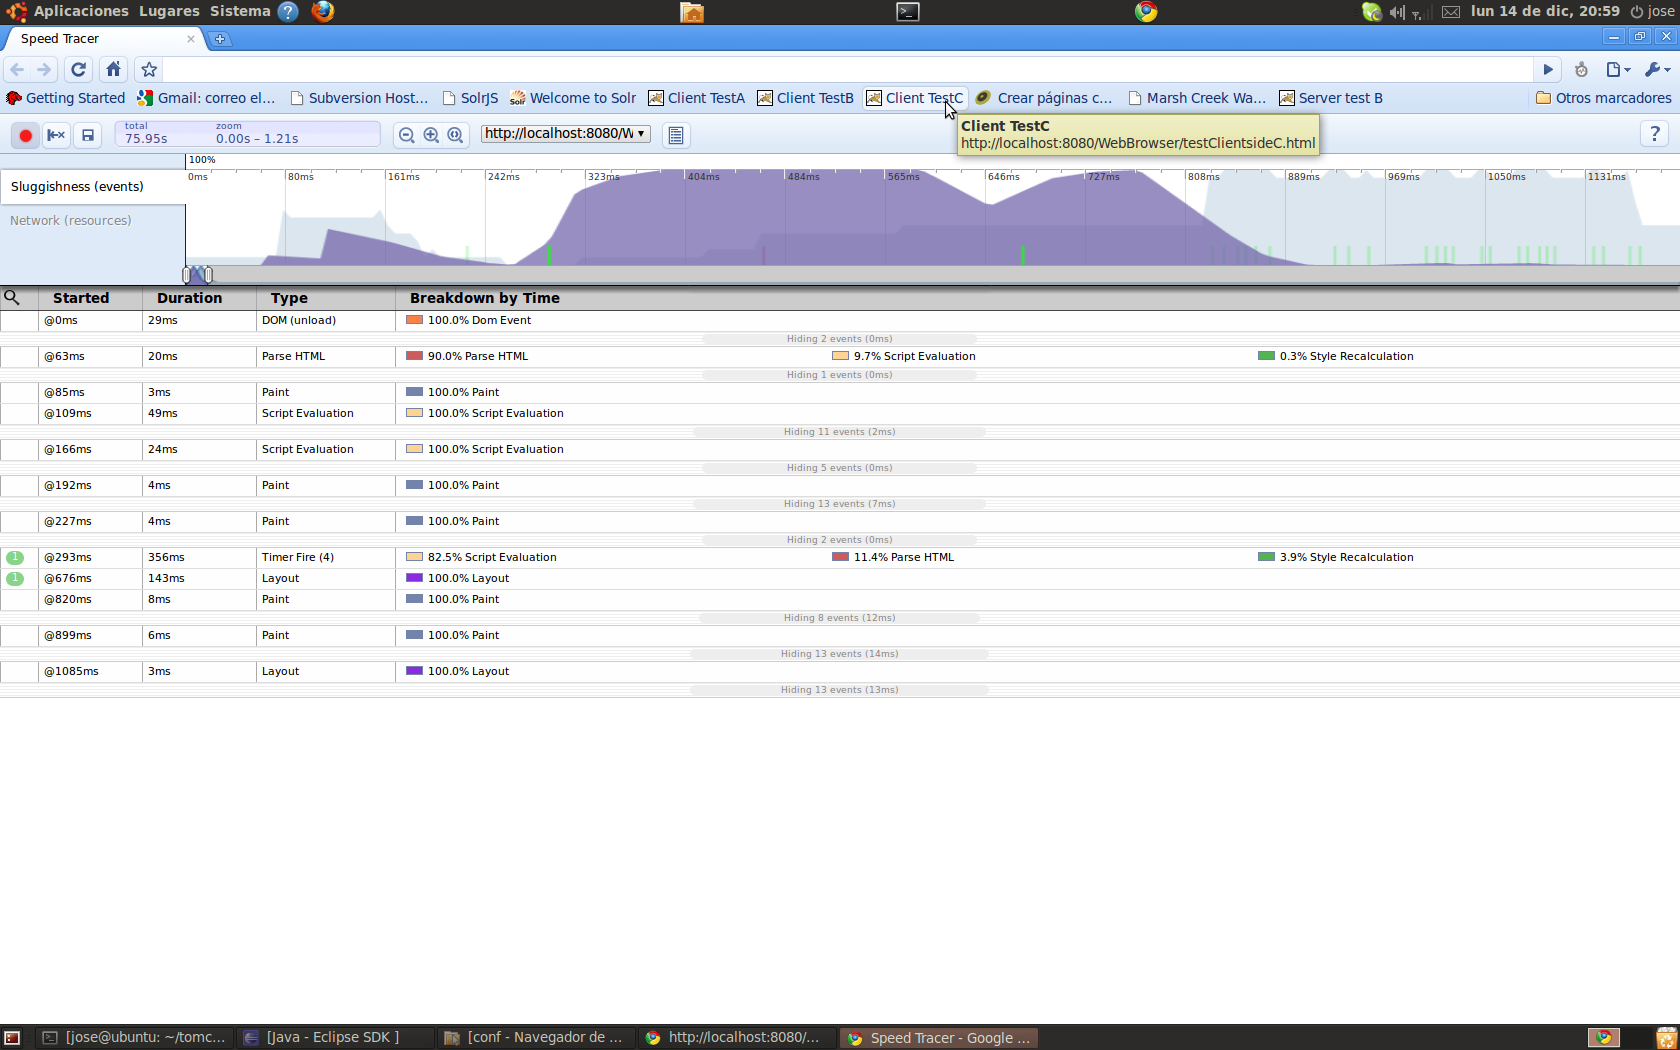 Aplicaciones Lugares Sistema lun 14 de dic, 20:59 jose
Speed Tracer
Getting Started Gmail: correo el... Subversion Host... SolrJS Welcome to Solr Client TestA Client TestB Client TestC Crear páginas c... Marsh Creek Wa... Server test B Otros marcadores
Client TestC
http://localhost:8080/WebBrowser/testClientsideC.html
total zoom
75.95s 0.00s – 1.21s
http://localhost:8080/W
?
100%
0ms 80ms 161ms 242ms 323ms 404ms 484ms 565ms 646ms 727ms 808ms 889ms 969ms 1050ms 1131ms
Sluggishness (events)
Network (resources)
Started Duration Type Breakdown by Time
@0ms 29ms DOM (unload) 100.0% Dom Event
Hiding 2 events (0ms)
@63ms 20ms Parse HTML 90.0% Parse HTML 9.7% Script Evaluation 0.3% Style Recalculation
Hiding 1 events (0ms)
@85ms 3ms Paint 100.0% Paint
@109ms 49ms Script Evaluation 100.0% Script Evaluation
Hiding 11 events (2ms)
@166ms 24ms Script Evaluation 100.0% Script Evaluation
Hiding 5 events (0ms)
@192ms 4ms Paint 100.0% Paint
Hiding 13 events (7ms)
@227ms 4ms Paint 100.0% Paint
Hiding 2 events (0ms)
1 @293ms 356ms Timer Fire (4) 82.5% Script Evaluation 11.4% Parse HTML 3.9% Style Recalculation
1 @676ms 143ms Layout 100.0% Layout
@820ms 8ms Paint 100.0% Paint
Hiding 8 events (12ms)
@899ms 6ms Paint 100.0% Paint
Hiding 13 events (14ms)
@1085ms 3ms Layout 100.0% Layout
Hiding 13 events (13ms)
[jose@ubuntu: ~/tomc... [Java - Eclipse SDK ] [conf - Navegador de ... http://localhost:8080/... Speed Tracer - Google ...